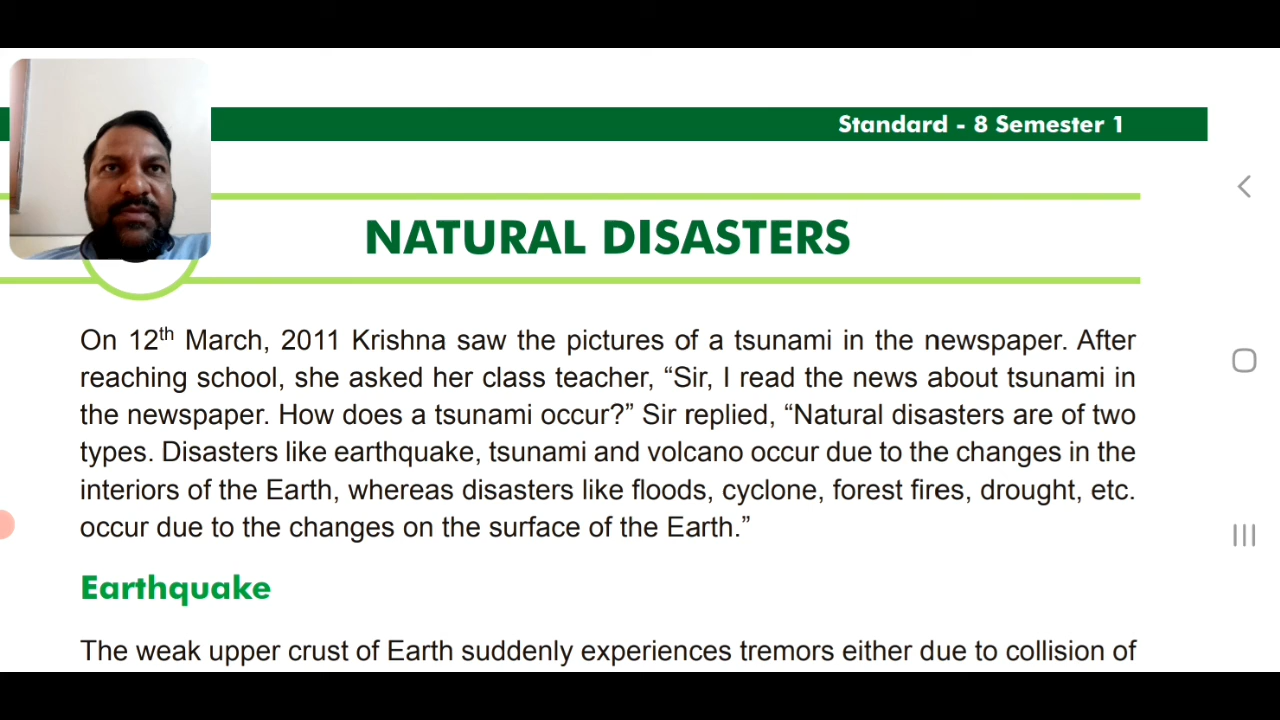 Standard - 8 Semester 1
NATURAL DISASTERS
On 12th March, 2011 Krishna saw the pictures of a tsunami in the newspaper. After
reaching school, she asked her class teacher, “Sir, I read the news about tsunami in
the newspaper. How does a tsunami occur?” Sir replied, “Natural disasters are of two
types. Disasters like earthquake, tsunami and volcano occur due to the changes in the
interiors of the Earth, whereas disasters like floods, cyclone, forest fires, drought, etc.
occur due to the changes on the surface of the Earth.”
Earthquake
The weak upper crust of Earth suddenly experiences tremors either due to collision of